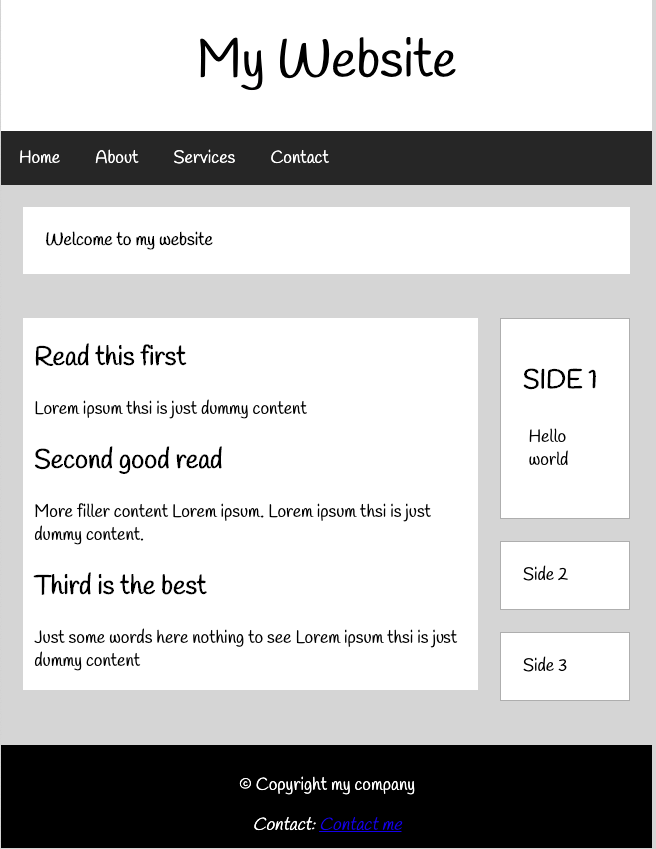 My Website
Home About Services Contact
Welcome to my website
Read this first
Lorem ipsum thsi is just dummy content
Second good read
More filler content Lorem ipsum. Lorem ipsum thsi is just
dummy content.
Third is the best
Just some words here nothing to see Lorem ipsum thsi is just
dummy content
SIDE 1
Hello
world
Side 2
Side 3
© Copyright my company
Contact: Contact me